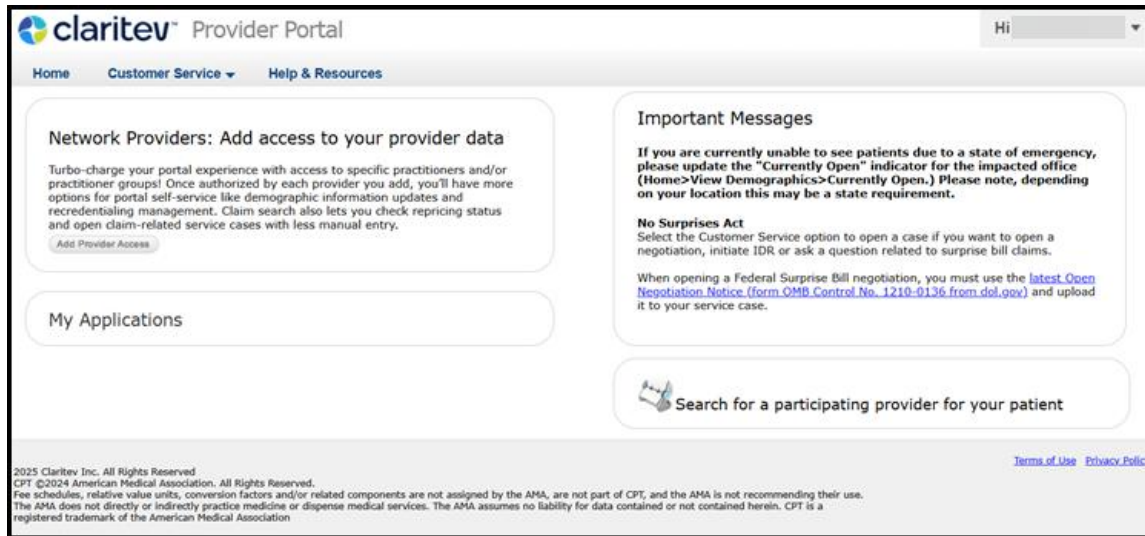 claritev™ Provider Portal
Hi
Home Customer Service Help & Resources
Network Providers: Add access to your provider data
Turbo-charge your portal experience with access to specific practitioners and/or
practitioner groups! Once authorized by each provider you add, you'll have more
options for portal self-service like demographic information updates and
recredentialing management. Claim search also lets you check repricing status
and open claim-related service cases with less manual entry.
Add Provider Access
My Applications
Important Messages
If you are currently unable to see patients due to a state of emergency,
please update the "Currently Open" indicator for the impacted office
(Home>View Demographics>Currently Open.) Please note, depending
on your location this may be a state requirement.
No Surprises Act
Select the Customer Service option to open a case if you want to open a
negotiation, initiate IDR or ask a question related to surprise bill claims.
When opening a Federal Surprise Bill negotiation, you must use the latest Open
Negotiation Notice (form OMB Control No. 1210-0136 from dol.gov) and upload
it to your service case.
Search for a participating provider for your patient
Terms of Use Privacy Polic
2025 Claritev Inc. All Rights Reserved
CPT ©2024 American Medical Association. All Rights Reserved.
Fee schedules, relative value units, conversion factors and/or related components are not assigned by the AMA, are not part of CPT, and the AMA is not recommending their use.
The AMA does not directly or indirectly practice medicine or dispense medical services. The AMA assumes no liability for data contained or not contained herein. CPT is a
registered trademark of the American Medical Association